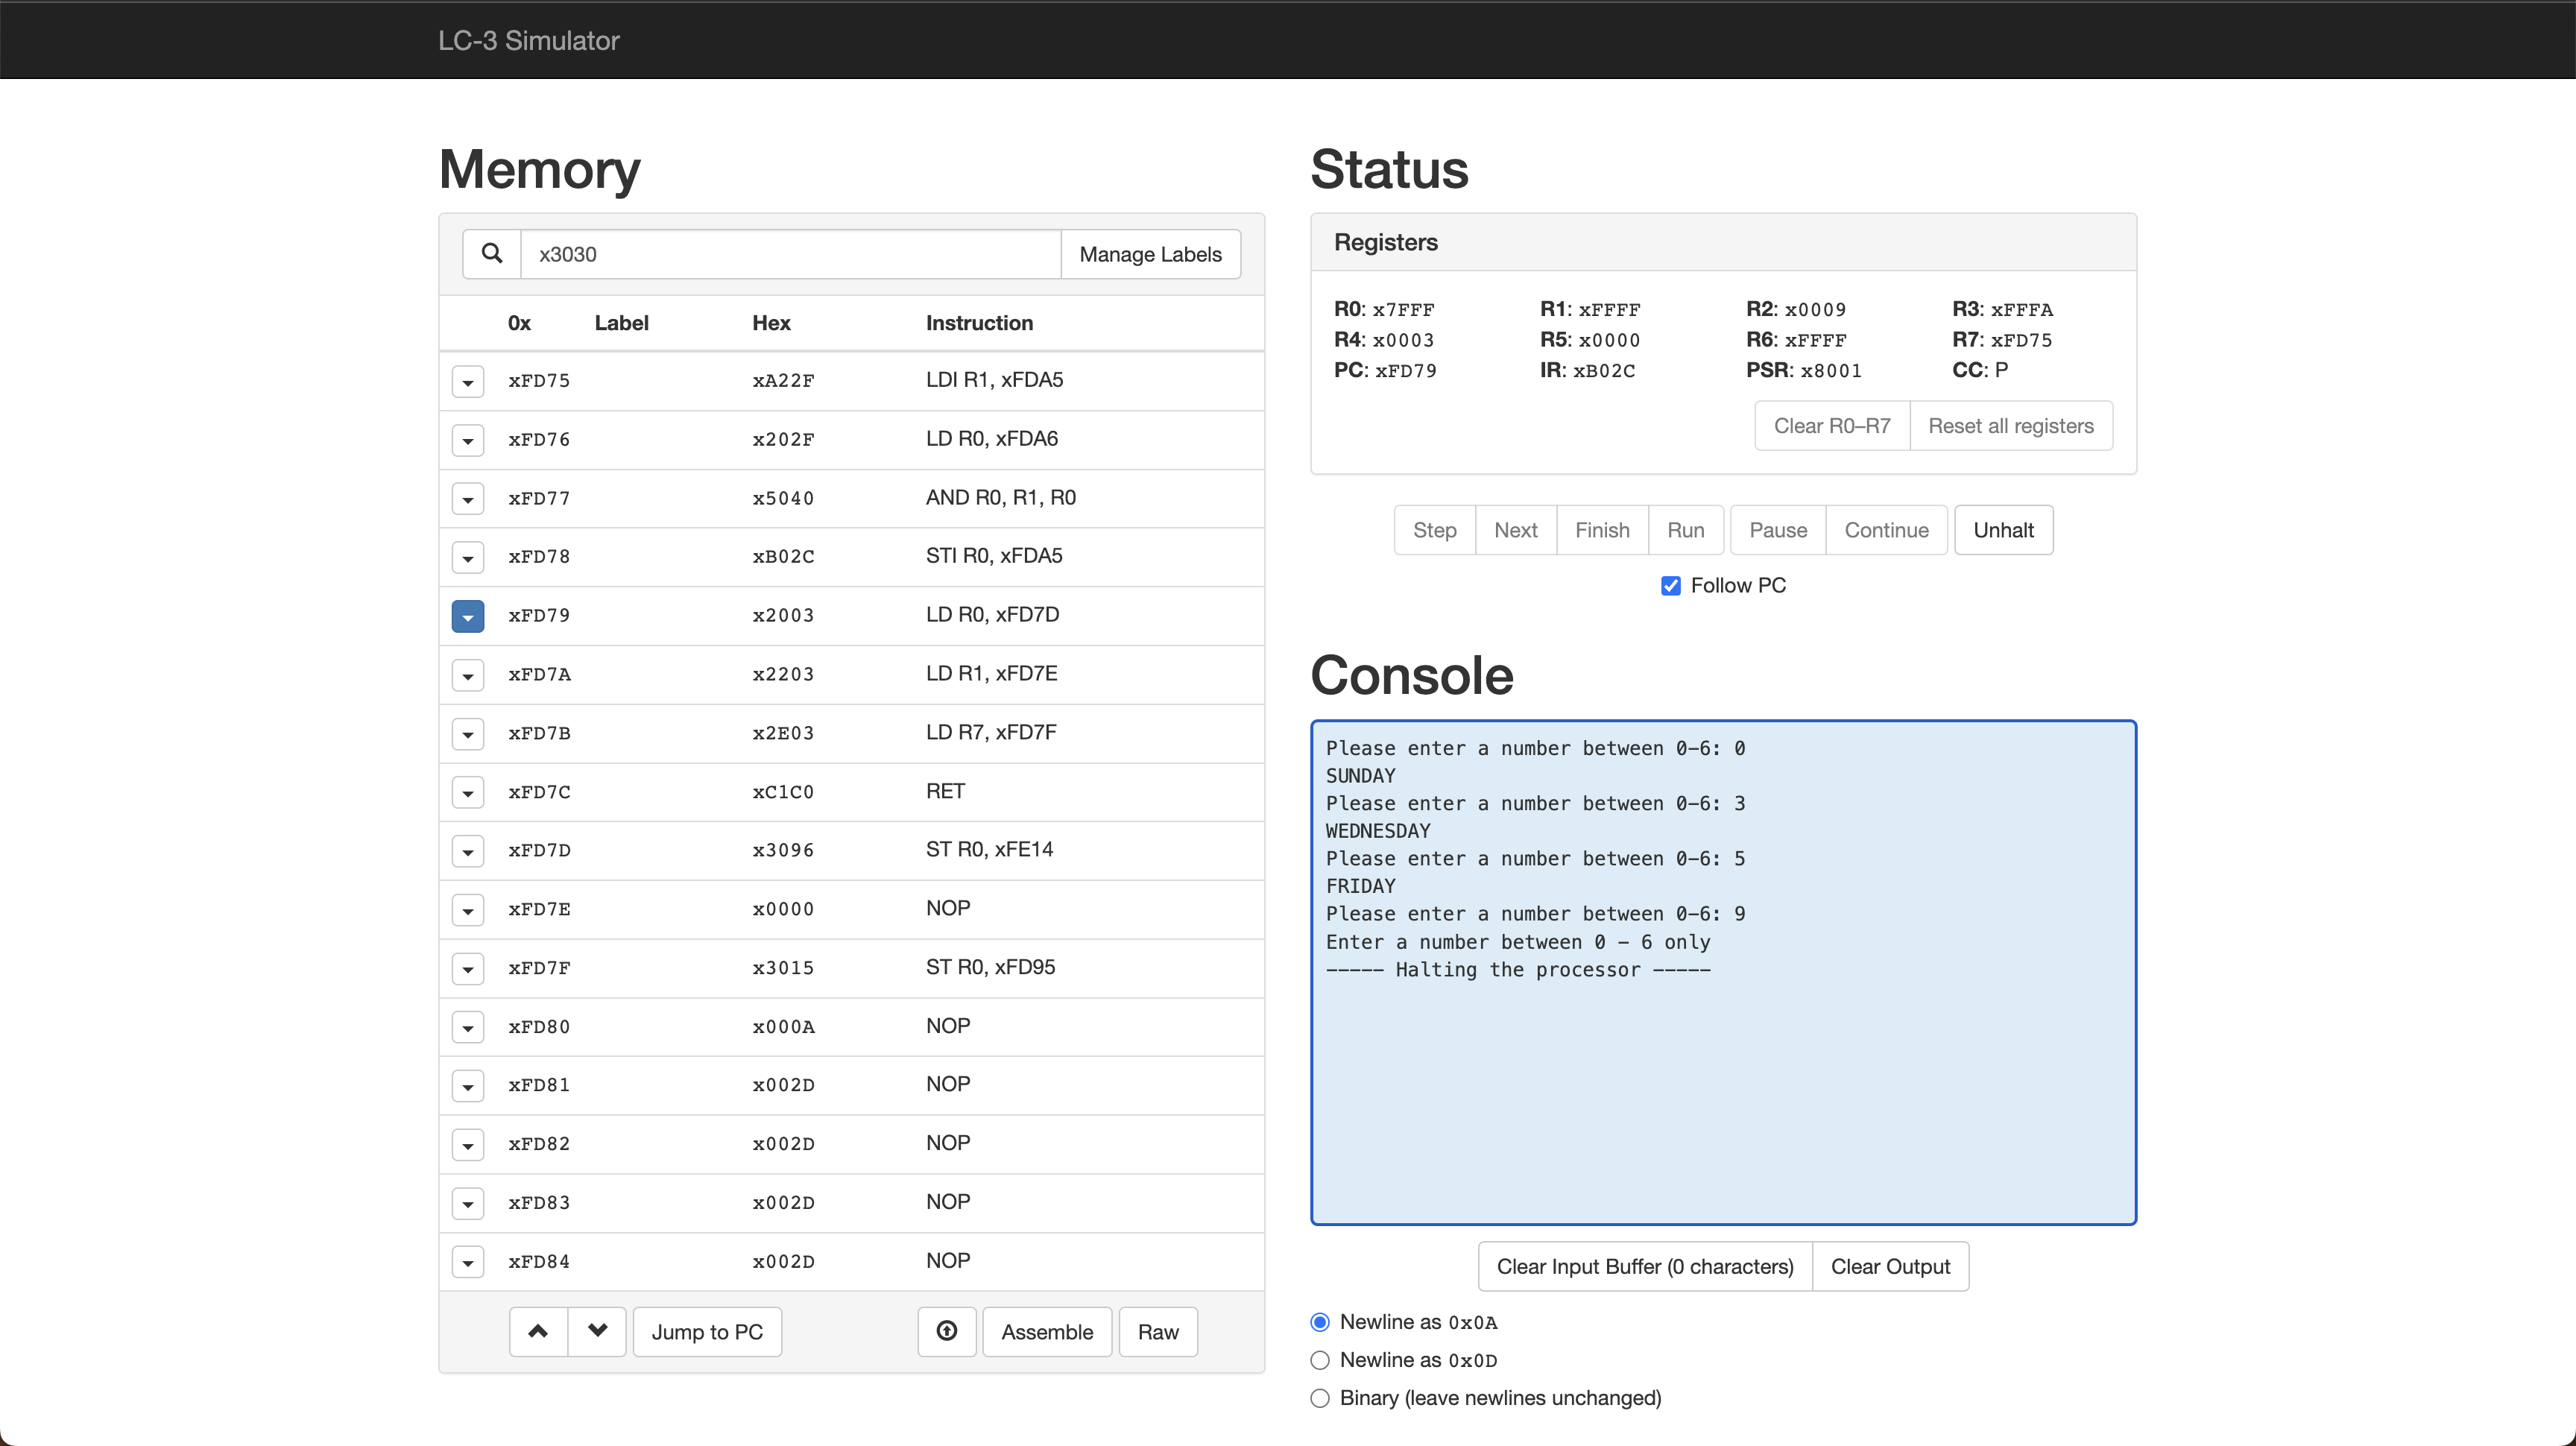 LC-3 Simulator
Memory
x3030 Manage Labels
0x Label Hex Instruction
xFD75 xA22F LDI R1, xFDA5
xFD76 x202F LD R0, xFDA6
xFD77 x5040 AND R0, R1, R0
xFD78 xB02C STI R0, xFDA5
xFD79 x2003 LD R0, xFD7D
xFD7A x2203 LD R1, xFD7E
xFD7B x2E03 LD R7, xFD7F
xFD7C xC1C0 RET
xFD7D x3096 ST R0, xFE14
xFD7E x0000 NOP
xFD7F x3015 ST R0, xFD95
xFD80 x000A NOP
xFD81 x002D NOP
xFD82 x002D NOP
xFD83 x002D NOP
xFD84 x002D NOP
Jump to PC Assemble Raw
Status
Registers
R0: x7FFF R1: xFFFF R2: x0009 R3: xFFFA
R4: x0003 R5: x0000 R6: xFFFF R7: xFD75
PC: xFD79 IR: xB02C PSR: x8001 CC: P
Clear R0–R7 Reset all registers
Step Next Finish Run Pause Continue Unhalt
Follow PC
Console
Please enter a number between 0-6: 0
SUNDAY
Please enter a number between 0-6: 3
WEDNESDAY
Please enter a number between 0-6: 5
FRIDAY
Please enter a number between 0-6: 9
Enter a number between 0 - 6 only
----- Halting the processor -----
Clear Input Buffer (0 characters) Clear Output
Newline as 0x0A
Newline as 0x0D
Binary (leave newlines unchanged)